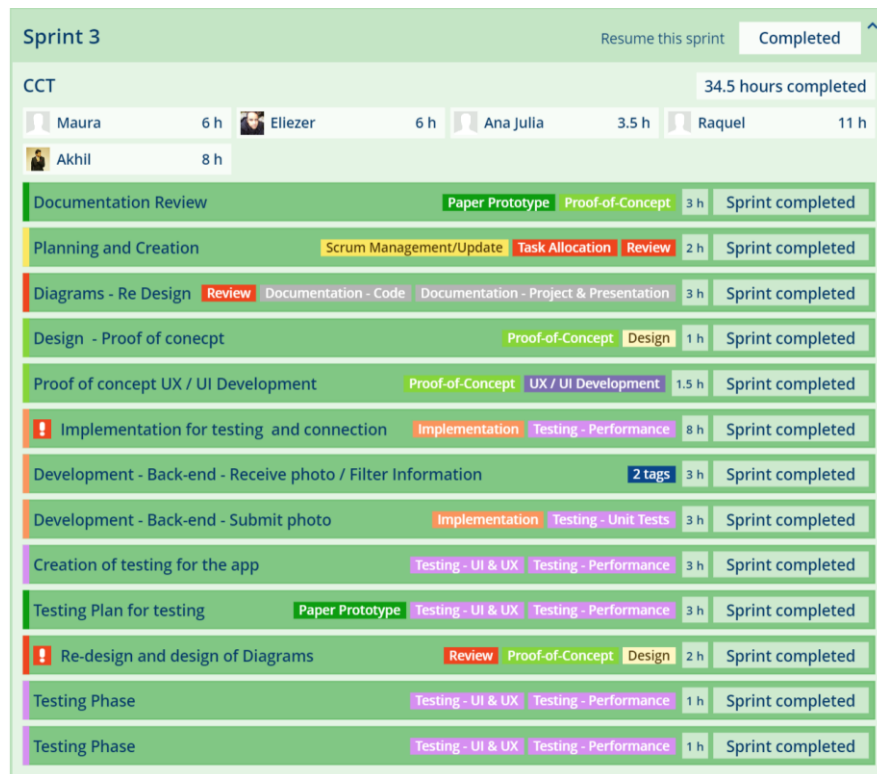 Sprint 3 Resume this sprint Completed
CCT 34.5 hours completed
Maura 6 h Eliezer 6 h Ana Julia 3.5 h Raquel 11 h
Akhil 8 h
Documentation Review Paper Prototype Proof-of-Concept 3 h Sprint completed
Planning and Creation Scrum Management/Update Task Allocation Review 2 h Sprint completed
Diagrams - Re Design Review Documentation - Code Documentation - Project & Presentation 3 h Sprint completed
Design - Proof of conecpt Proof-of-Concept Design 1 h Sprint completed
Proof of concept UX / UI Development Proof-of-Concept UX / UI Development 1.5 h Sprint completed
! Implementation for testing and connection Implementation Testing - Performance 8 h Sprint completed
Development - Back-end - Receive photo / Filter Information 2 tags 3 h Sprint completed
Development - Back-end - Submit photo Implementation Testing - Unit Tests 3 h Sprint completed
Creation of testing for the app Testing - UI & UX Testing - Performance 3 h Sprint completed
Testing Plan for testing Paper Prototype Testing - UI & UX Testing - Performance 3 h Sprint completed
! Re-design and design of Diagrams Review Proof-of-Concept Design 2 h Sprint completed
Testing Phase Testing - UI & UX Testing - Performance 1 h Sprint completed
Testing Phase Testing - UI & UX Testing - Performance 1 h Sprint completed